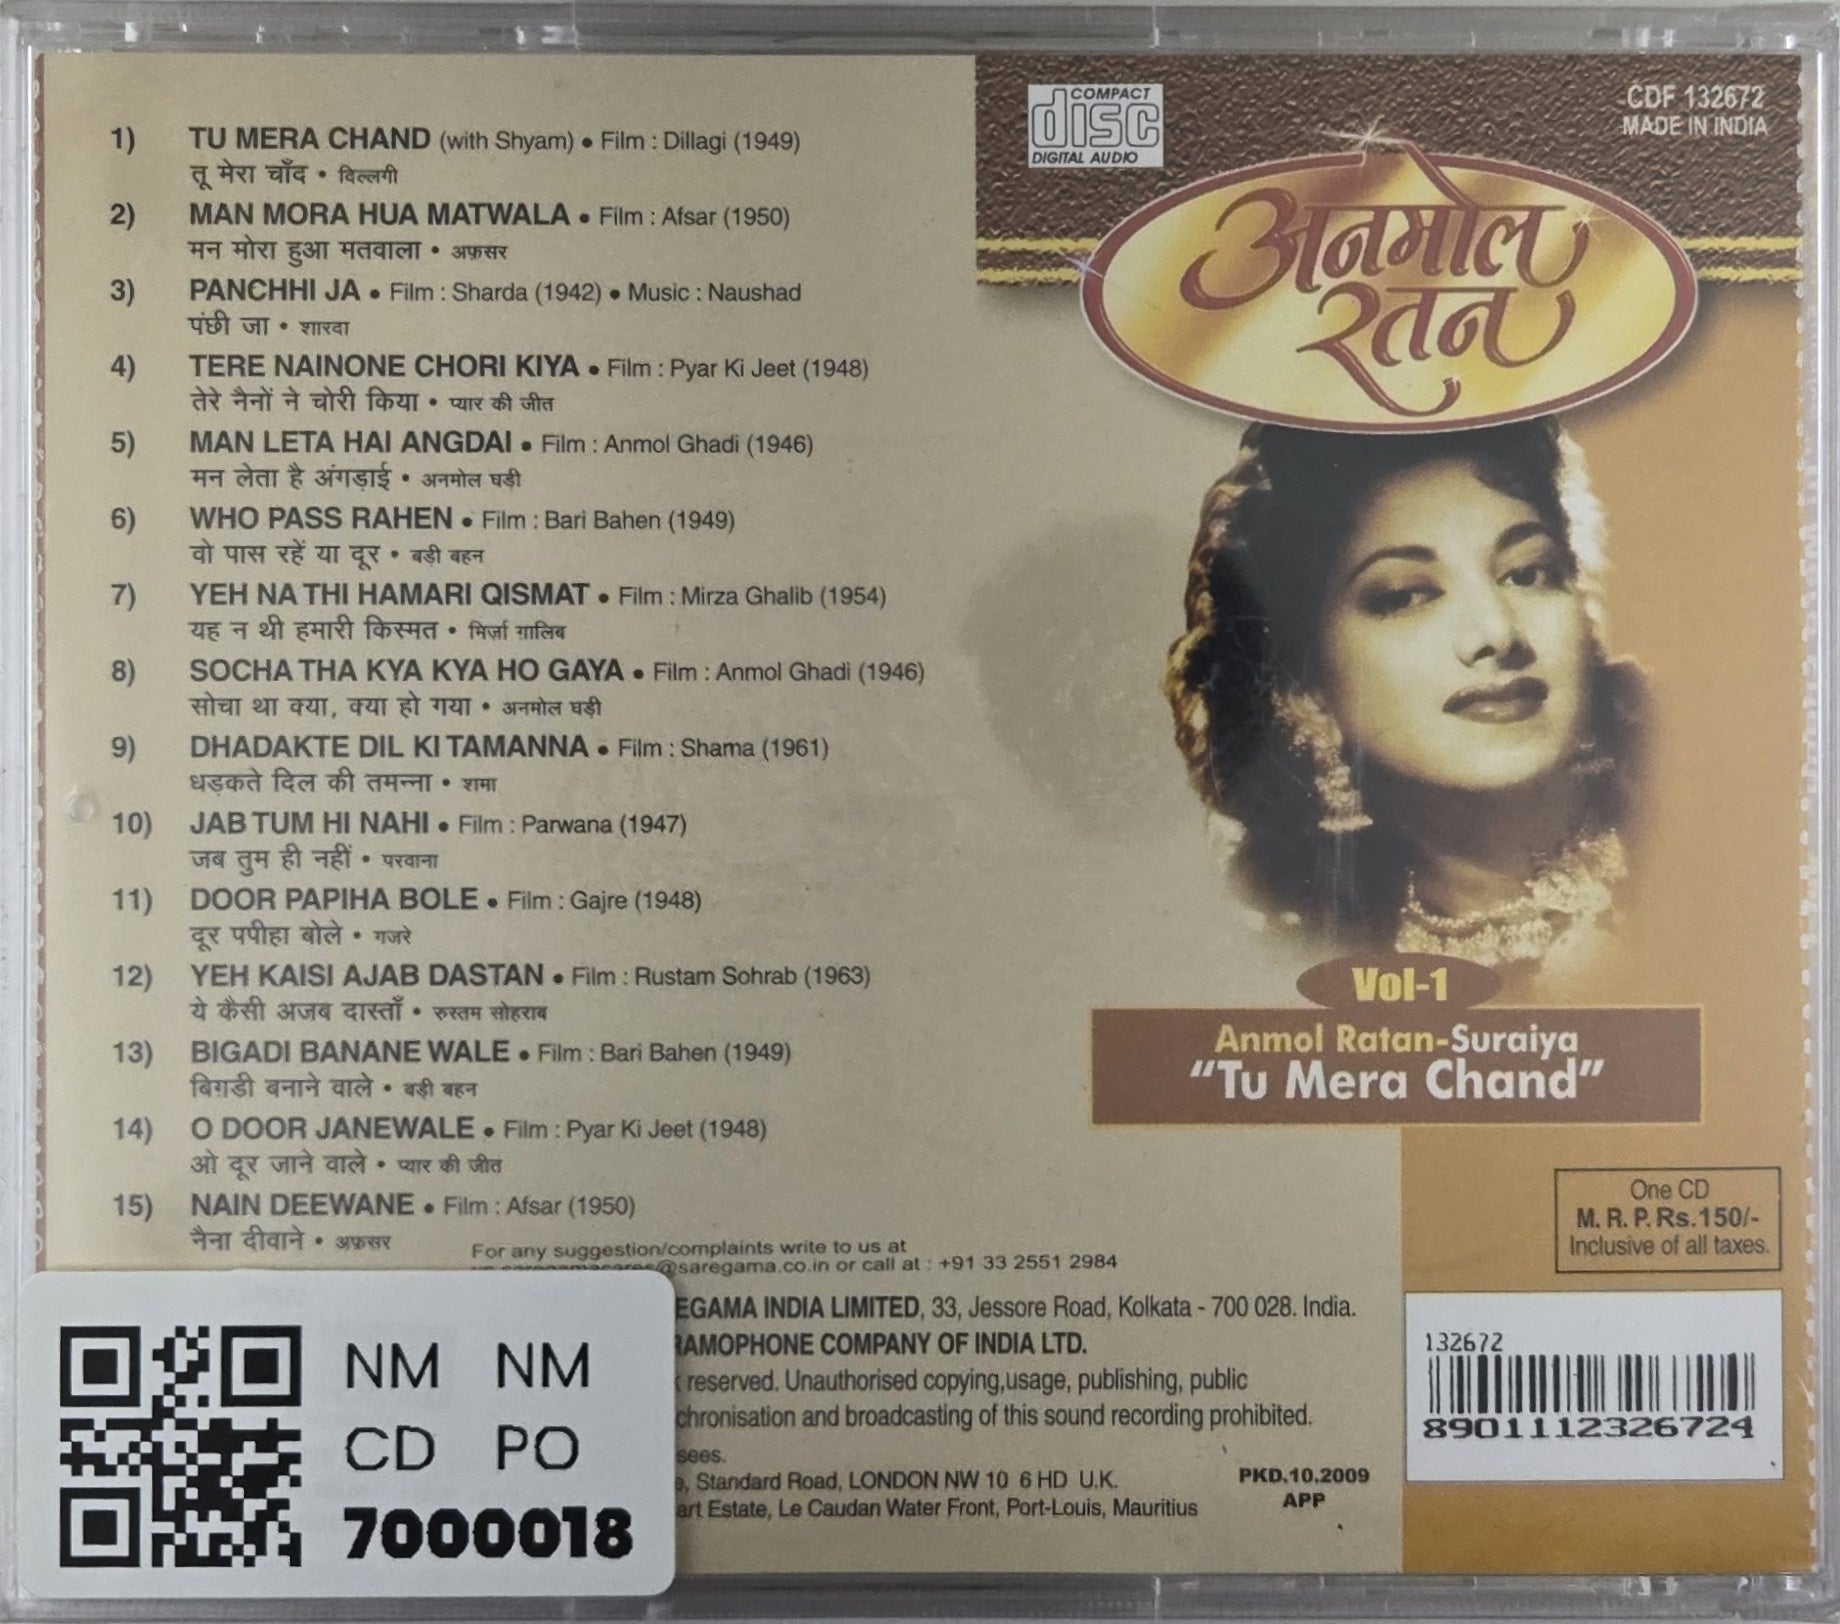 1) TU MERA CHAND (with Shyam) • Film : Dillagi (1949)
तू मेरा चाँद • दिल्लगी
2) MAN MORA HUA MATWALA • Film : Afsar (1950)
मन मोरा हुआ मतवाला • अफ़सर
3) PANCHHI JA • Film : Sharda (1942) • Music : Naushad
पंछी जा • शारदा
4) TERE NAINONE CHORI KIYA • Film : Pyar Ki Jeet (1948)
तेरे नैनों ने चोरी किया • प्यार की जीत
5) MAN LETA HAI ANGDAI • Film : Anmol Ghadi (1946)
मन लेता है अंगड़ाई • अनमोल घड़ी
6) WHO PASS RAHEN • Film : Bari Bahen (1949)
वो पास रहें या दूर • बड़ी बहन
7) YEH NA THI HAMARI QISMAT • Film : Mirza Ghalib (1954)
यह न थी हमारी किस्मत • मिर्ज़ा ग़ालिब
8) SOCHA THA KYA KYA HO GAYA • Film : Anmol Ghadi (1946)
सोचा था क्या, क्या हो गया • अनमोल घड़ी
9) DHADAKTE DIL KI TAMANNA • Film : Shama (1961)
धड़कते दिल की तमन्ना • शमा
10) JAB TUM HI NAHI • Film : Parwana (1947)
जब तुम ही नहीं • परवाना
11) DOOR PAPIHA BOLE • Film : Gajre (1948)
दूर पपीहा बोले • गजरे
12) YEH KAISI AJAB DASTAN • Film : Rustam Sohrab (1963)
ये कैसी अजब दास्ताँ • रुस्तम सोहराब
13) BIGADI BANANE WALE • Film : Bari Bahen (1949)
बिगडी बनाने वाले • बड़ी बहन
14) O DOOR JANEWALE • Film : Pyar Ki Jeet (1948)
ओ दूर जाने वाले • प्यार की जीत
15) NAIN DEEWANE • Film : Afsar (1950)
नैना दीवाने • अफ़सर
For any suggestion/complaints write to us at
@saregama.co.in or call at : +91 33 2551 2984
EGAMA INDIA LIMITED, 33, Jessore Road, Kolkata - 700 028. India.
RAMOPHONE COMPANY OF INDIA LTD.
reserved. Unauthorised copying,usage, publishing, public
chronisation and broadcasting of this sound recording prohibited.
sees.
, Standard Road, LONDON NW 10 6 HD U.K.
art Estate, Le Caudan Water Front, Port-Louis, Mauritius
PKD.10.2009
APP
NM NM
CD PO
7000018
COMPACT
disc
DIGITAL AUDIO
CDF 132672
MADE IN INDIA
अनमोल
रतन
Vol-1
Anmol Ratan-Suraiya
"Tu Mera Chand"
One CD
M. R. P. Rs.150/-
Inclusive of all taxes.
132672
8901112326724